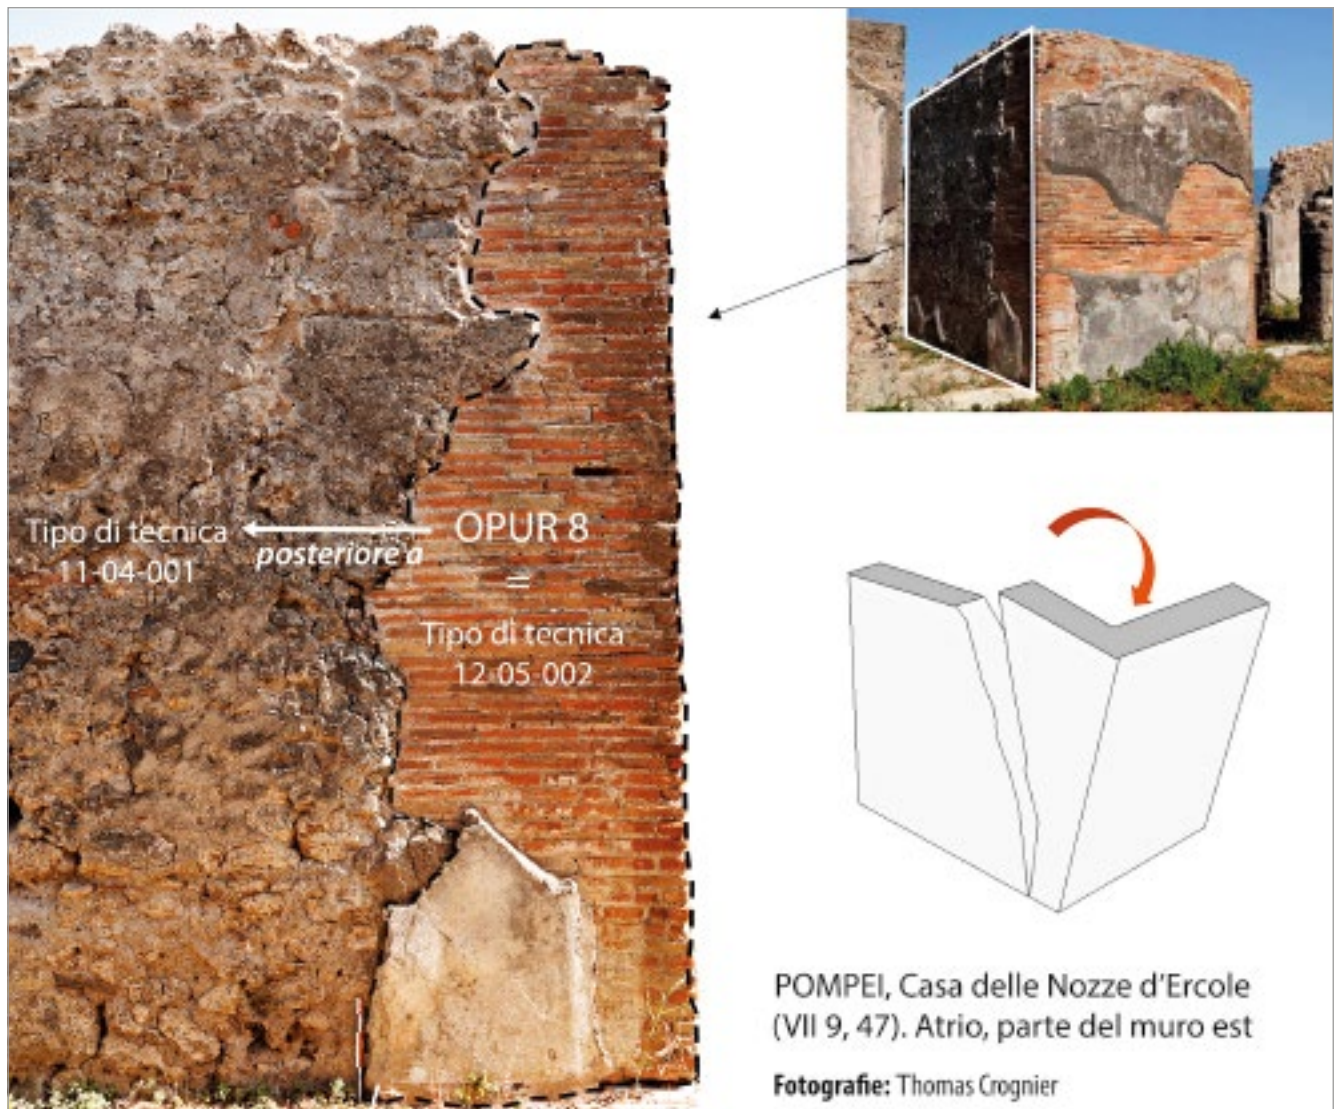 Tipo di tecnica
11-04-001
posteriore a
OPUR 8
=
Tipo di tecnica
12-05-002
POMPEI, Casa delle Nozze d'Ercole
(VII 9, 47). Atrio, parte del muro est
Fotografie: Thomas Crognier